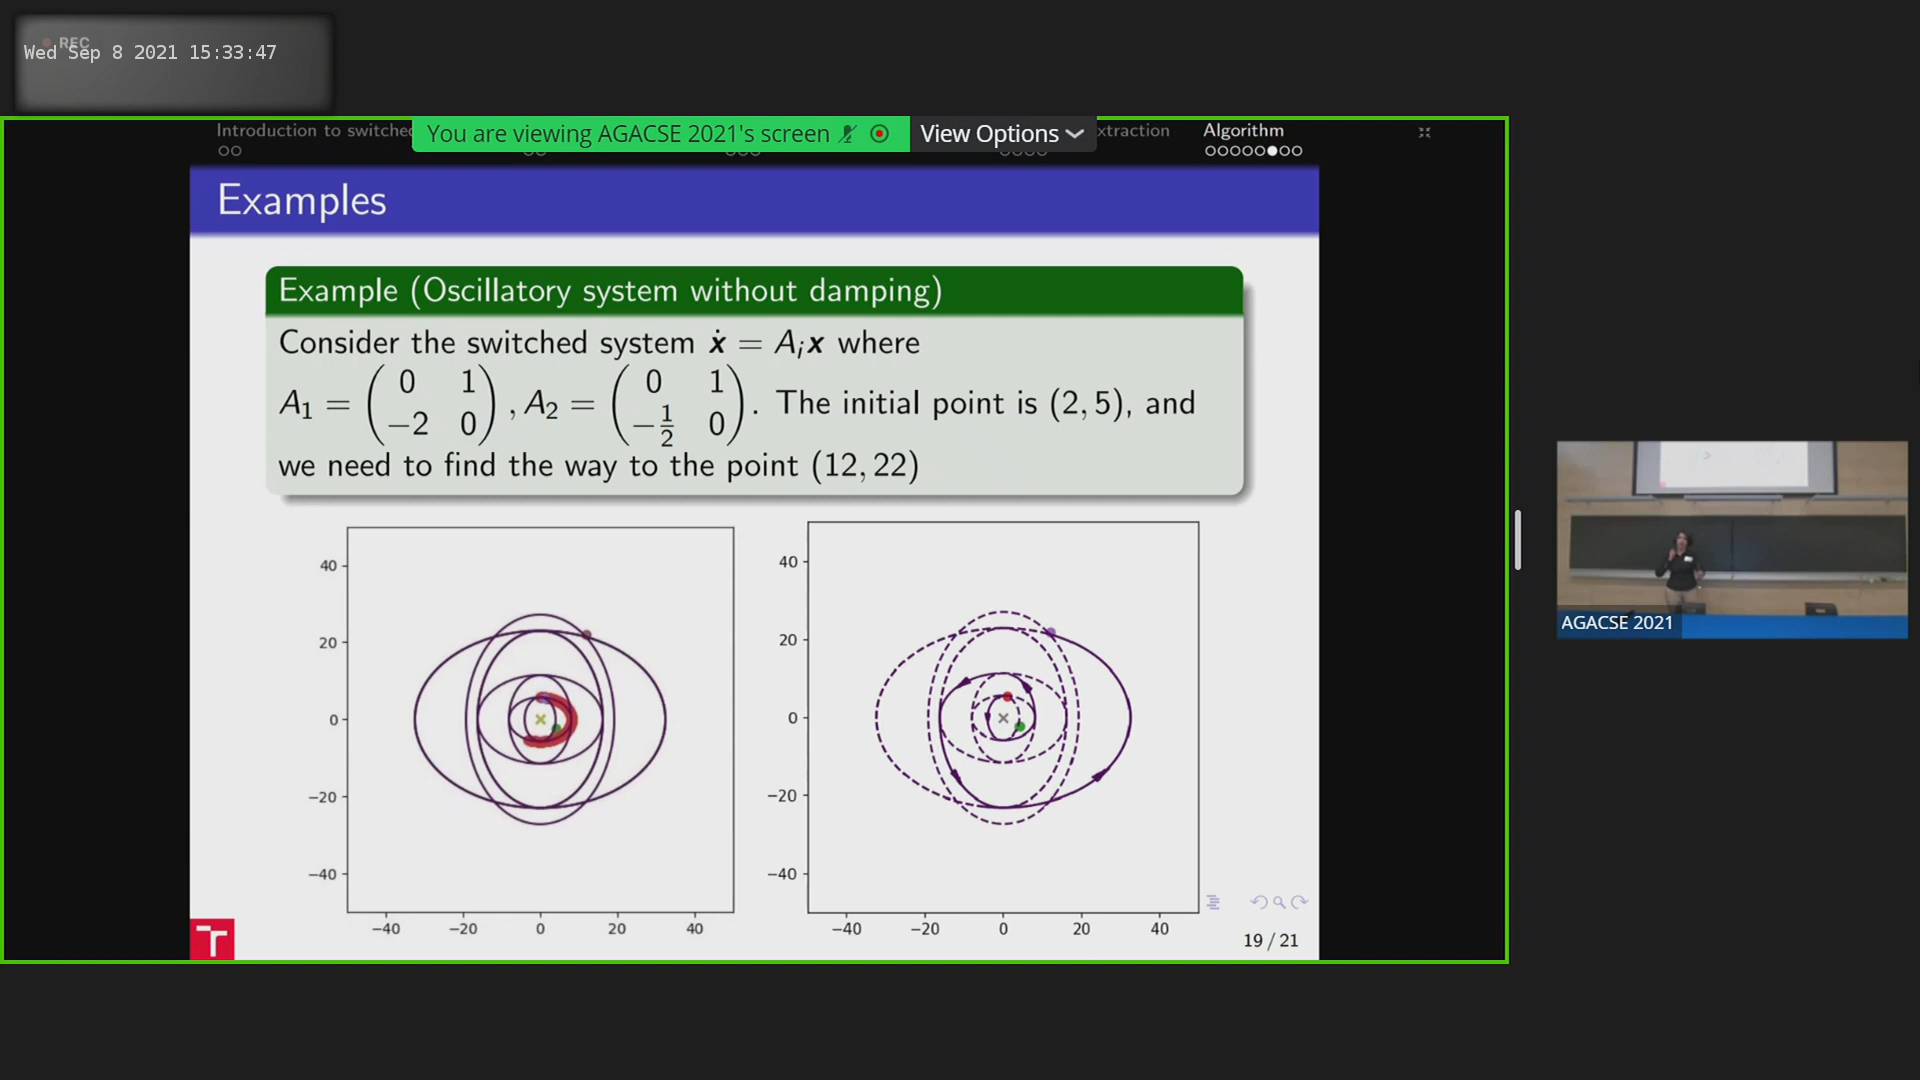 REC
Wed Sep 8 2021 15:33:47
Introduction to switched
You are viewing AGACSE 2021's screen
View Options
xtraction
Algorithm
Examples
Example (Oscillatory system without damping)
Consider the switched system ẋ = Aᵢx where
A₁ = ( 0 1 −2 0 ) , A₂ = ( 0 1 −1/2 0 ) . The initial point is (2, 5), and
we need to find the way to the point (12, 22)
40
20
0
−20
−40
−40 −20 0 20 40
40
20
0
−20
−40
−40 −20 0 20 40
19 / 21
T
AGACSE 2021